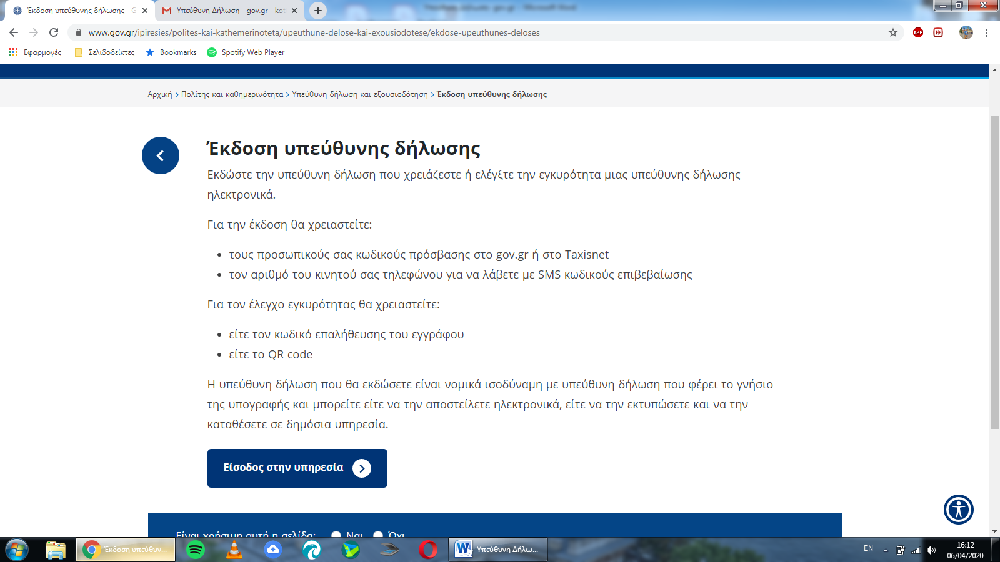 Έκδοση υπεύθυνης δήλωσης - G
Υπεύθυνη Δήλωση - gov.gr - kot
www.gov.gr/ipiresies/polites-kai-kathemerinoteta/upeuthune-delose-kai-exousiodotese/ekdose-upeuthunes-deloses
ABP
Εφαρμογές
Σελιδοδείκτες
Bookmarks
Spotify Web Player
Αρχική > Πολίτης και καθημερινότητα > Υπεύθυνη δήλωση και εξουσιοδότηση > Έκδοση υπεύθυνης δήλωσης
Έκδοση υπεύθυνης δήλωσης
Εκδώστε την υπεύθυνη δήλωση που χρειάζεστε ή ελέγξτε την εγκυρότητα μιας υπεύθυνης δήλωσης
ηλεκτρονικά.
Για την έκδοση θα χρειαστείτε:
• τους προσωπικούς σας κωδικούς πρόσβασης στο gov.gr ή στο Taxisnet
• τον αριθμό του κινητού σας τηλεφώνου για να λάβετε με SMS κωδικούς επιβεβαίωσης
Για τον έλεγχο εγκυρότητας θα χρειαστείτε:
• είτε τον κωδικό επαλήθευσης του εγγράφου
• είτε το QR code
Η υπεύθυνη δήλωση που θα εκδώσετε είναι νομικά ισοδύναμη με υπεύθυνη δήλωση που φέρει το γνήσιο
της υπογραφής και μπορείτε είτε να την αποστείλετε ηλεκτρονικά, είτε να την εκτυπώσετε και να την
καταθέσετε σε δημόσια υπηρεσία.
Είσοδος στην υπηρεσία
Είναι χρήσιμη αυτή η σελίδα; Ναι Όχι
Έκδοση υπεύθυν...
Υπεύθυνη Δήλω...
EN
16:12
06/04/2020